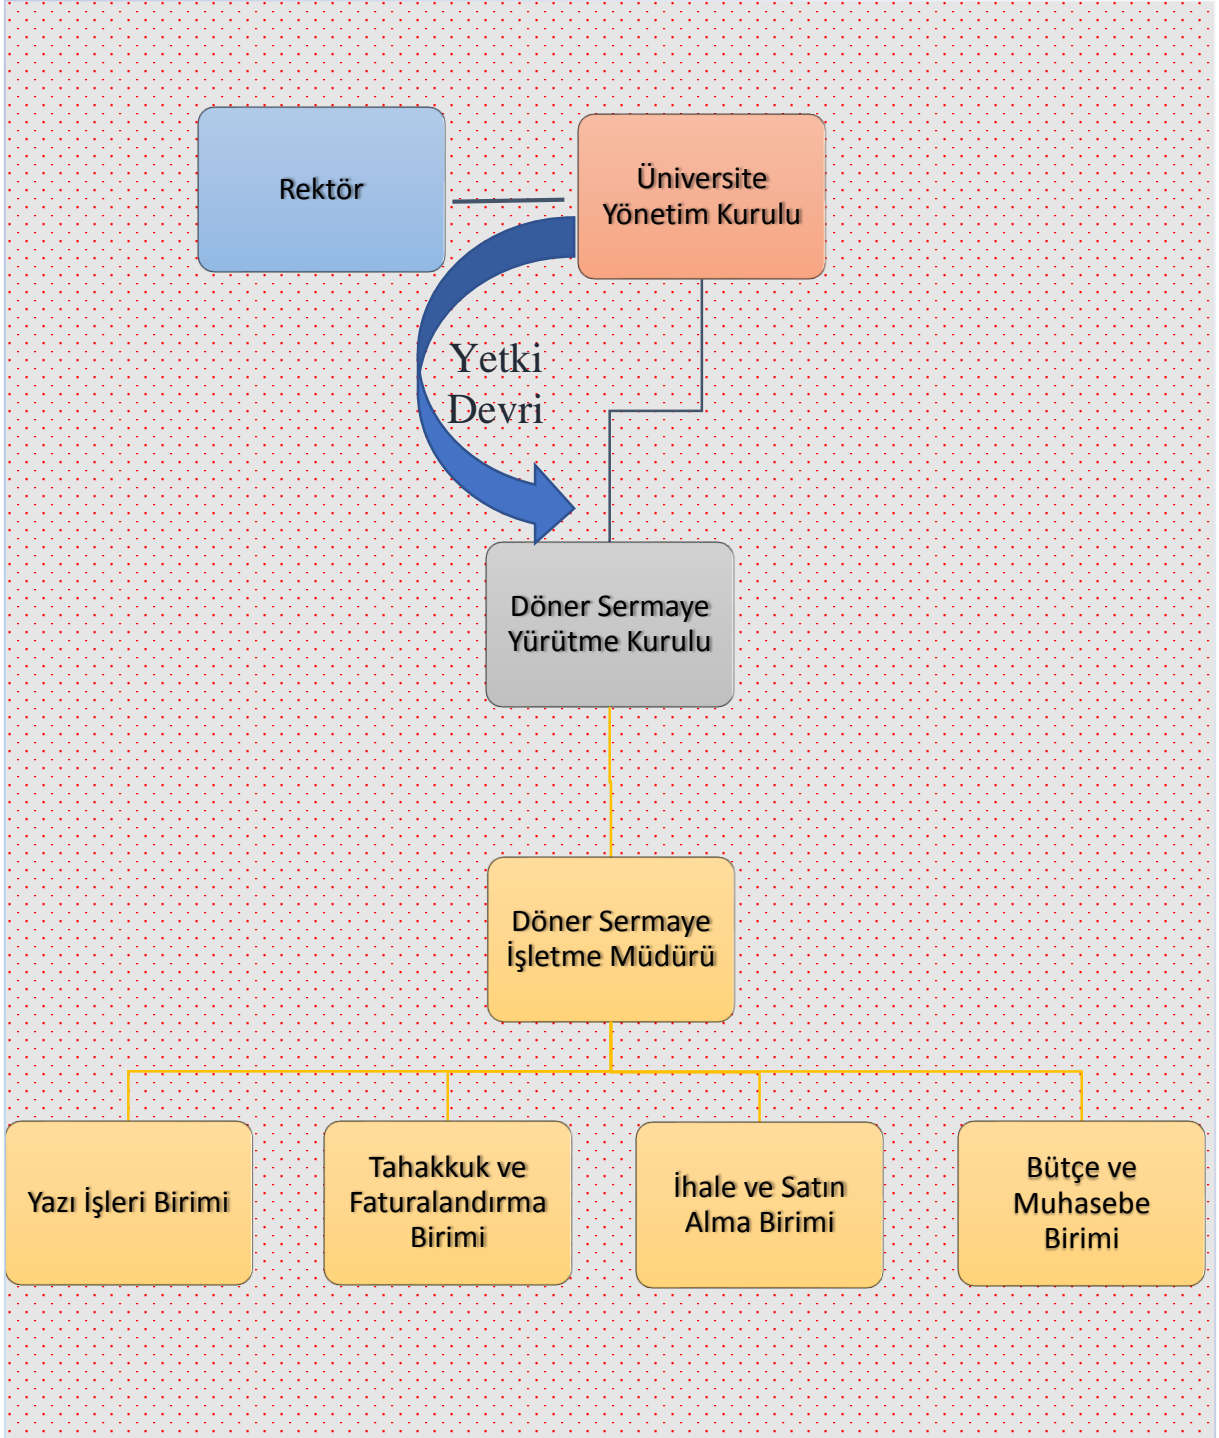 Rektör
Üniversite
Yönetim Kurulu
Yetki
Devri
Döner Sermaye
Yürütme Kurulu
Döner Sermaye
İşletme Müdürü
Yazı İşleri Birimi
Tahakkuk ve
Faturalandırma
Birimi
İhale ve Satın
Alma Birimi
Bütçe ve
Muhasebe
Birimi